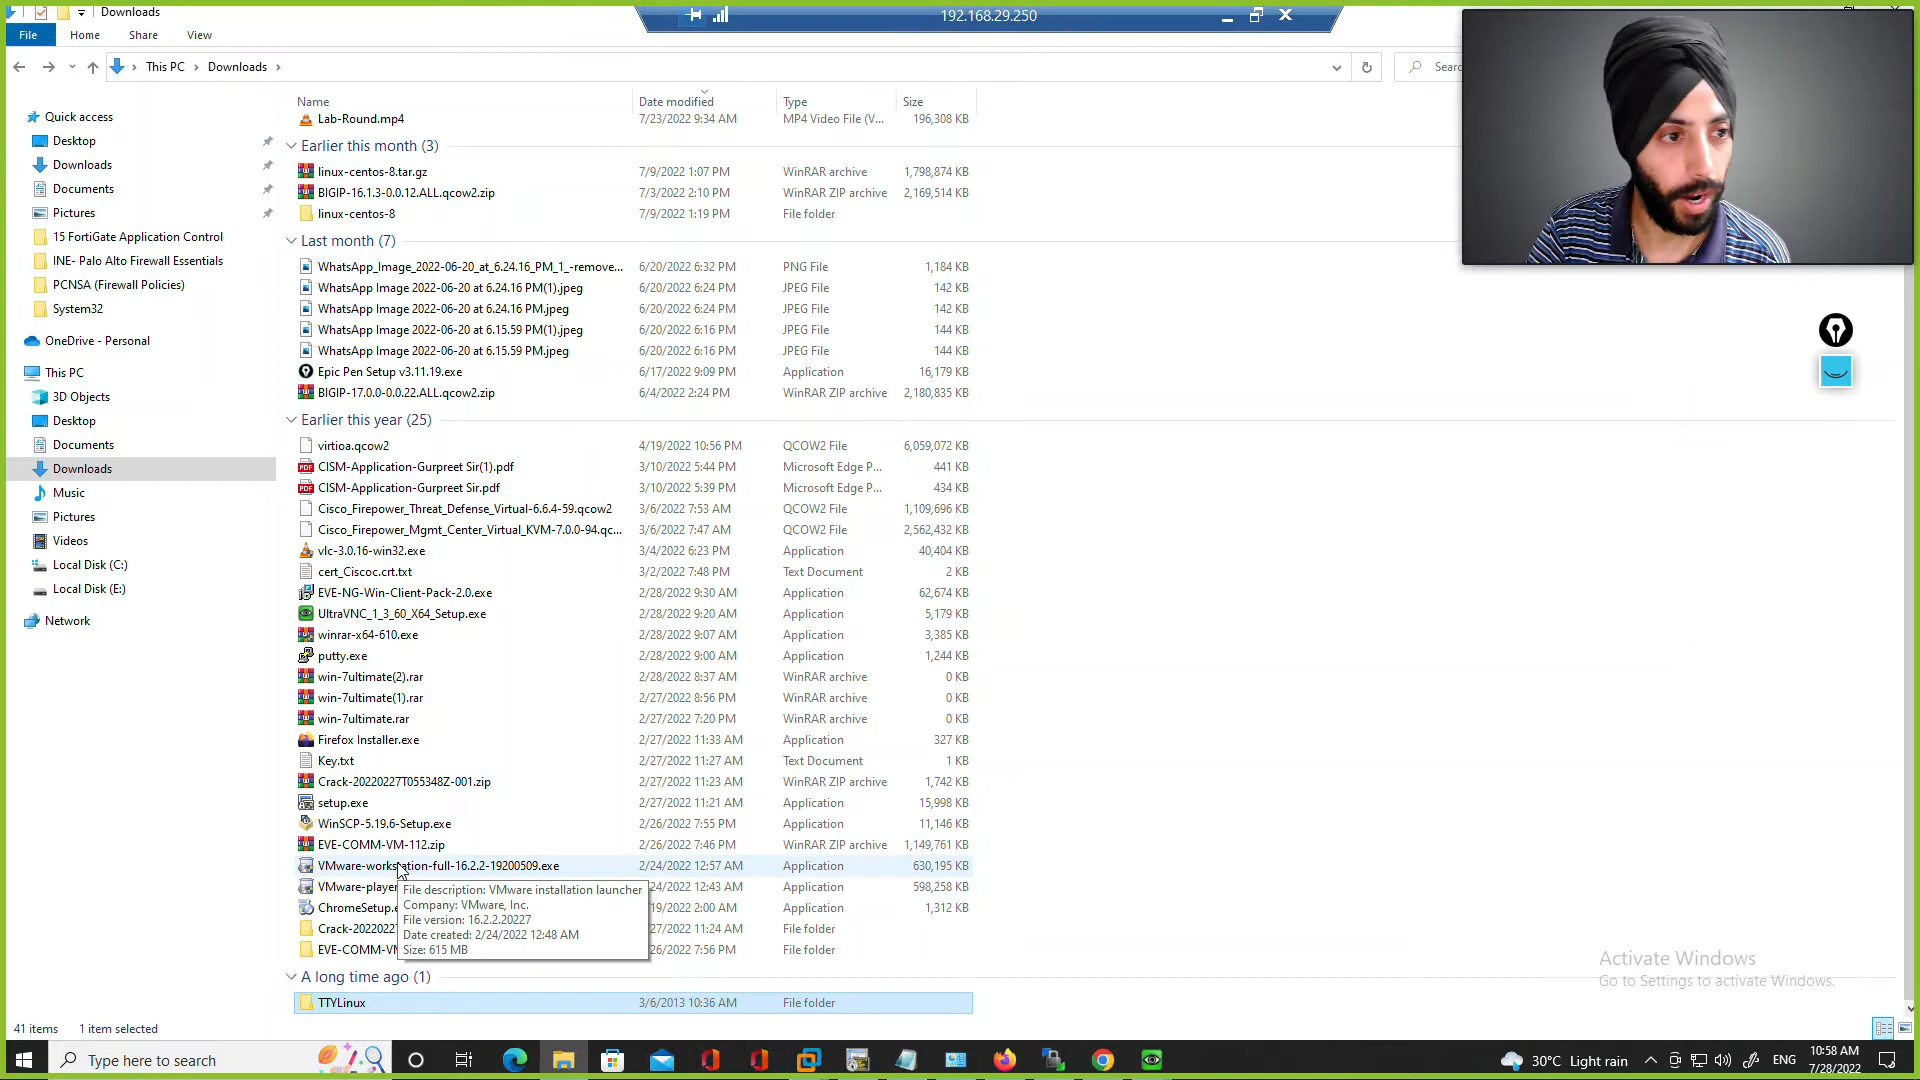 Downloads
192.168.29.250
File Home Share View
This PC Downloads
Sear
Name Date modified Type Size
Lab-Round.mp4 7/23/2022 9:34 AM MP4 Video File (V... 196,308 KB
Earlier this month (3)
linux-centos-8.tar.gz 7/9/2022 1:07 PM WinRAR archive 1,798,874 KB
BIGIP-16.1.3-0.0.12.ALL.qcow2.zip 7/3/2022 2:10 PM WinRAR ZIP archive 2,169,514 KB
linux-centos-8 7/9/2022 1:19 PM File folder
Last month (7)
WhatsApp_Image_2022-06-20_at_6.24.16_PM_1_-remove... 6/20/2022 6:32 PM PNG File 1,184 KB
WhatsApp Image 2022-06-20 at 6.24.16 PM(1).jpeg 6/20/2022 6:24 PM JPEG File 142 KB
WhatsApp Image 2022-06-20 at 6.24.16 PM.jpeg 6/20/2022 6:24 PM JPEG File 142 KB
WhatsApp Image 2022-06-20 at 6.15.59 PM(1).jpeg 6/20/2022 6:16 PM JPEG File 144 KB
WhatsApp Image 2022-06-20 at 6.15.59 PM.jpeg 6/20/2022 6:16 PM JPEG File 144 KB
Epic Pen Setup v3.11.19.exe 6/17/2022 9:09 PM Application 16,179 KB
BIGIP-17.0.0-0.0.22.ALL.qcow2.zip 6/4/2022 2:24 PM WinRAR ZIP archive 2,180,835 KB
Earlier this year (25)
virtioa.qcow2 4/19/2022 10:56 PM QCOW2 File 6,059,072 KB
CISM-Application-Gurpreet Sir(1).pdf 3/10/2022 5:44 PM Microsoft Edge P... 441 KB
CISM-Application-Gurpreet Sir.pdf 3/10/2022 5:39 PM Microsoft Edge P... 434 KB
Cisco_Firepower_Threat_Defense_Virtual-6.6.4-59.qcow2 3/6/2022 7:53 AM QCOW2 File 1,109,696 KB
Cisco_Firepower_Mgmt_Center_Virtual_KVM-7.0.0-94.qc... 3/6/2022 7:47 AM QCOW2 File 2,562,432 KB
vlc-3.0.16-win32.exe 3/4/2022 6:23 PM Application 40,404 KB
cert_Ciscoc.crt.txt 3/2/2022 7:48 PM Text Document 2 KB
EVE-NG-Win-Client-Pack-2.0.exe 2/28/2022 9:30 AM Application 62,674 KB
UltraVNC_1_3_60_X64_Setup.exe 2/28/2022 9:20 AM Application 5,179 KB
winrar-x64-610.exe 2/28/2022 9:07 AM Application 3,385 KB
putty.exe 2/28/2022 9:00 AM Application 1,244 KB
win-7ultimate(2).rar 2/28/2022 8:37 AM WinRAR archive 0 KB
win-7ultimate(1).rar 2/27/2022 8:56 PM WinRAR archive 0 KB
win-7ultimate.rar 2/27/2022 7:20 PM WinRAR archive 0 KB
Firefox Installer.exe 2/27/2022 11:33 AM Application 327 KB
Key.txt 2/27/2022 11:27 AM Text Document 1 KB
Crack-20220227T055348Z-001.zip 2/27/2022 11:23 AM WinRAR ZIP archive 1,742 KB
setup.exe 2/27/2022 11:21 AM Application 15,998 KB
WinSCP-5.19.6-Setup.exe 2/26/2022 7:55 PM Application 11,146 KB
EVE-COMM-VM-112.zip 2/26/2022 7:46 PM WinRAR ZIP archive 1,149,761 KB
VMware-workstation-full-16.2.2-19200509.exe 2/24/2022 12:57 AM Application 630,195 KB
VMware-player 24/2022 12:43 AM Application 598,258 KB
ChromeSetup.e 19/2022 2:00 AM Application 1,312 KB
Crack-2022022 27/2022 11:24 AM File folder
EVE-COMM-VM 26/2022 7:56 PM File folder
File description: VMware installation launcher
Company: VMware, Inc.
File version: 16.2.2.20227
Date created: 2/24/2022 12:48 AM
Size: 615 MB
A long time ago (1)
TTYLinux 3/6/2013 10:36 AM File folder
Quick access
Desktop
Downloads
Documents
Pictures
15 FortiGate Application Control
INE- Palo Alto Firewall Essentials
PCNSA (Firewall Policies)
System32
OneDrive - Personal
This PC
3D Objects
Desktop
Documents
Downloads
Music
Pictures
Videos
Local Disk (C:)
Local Disk (E:)
Network
Activate Windows
Go to Settings to activate Windows.
41 items 1 item selected
Type here to search
30°C Light rain
ENG
10:58 AM
7/28/2022